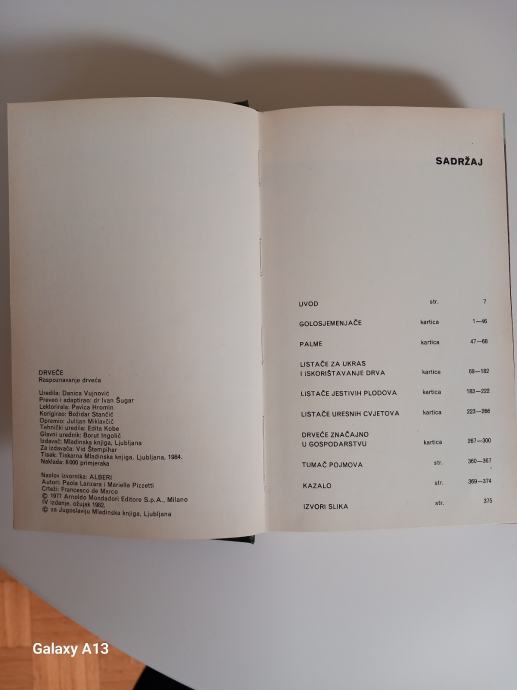 DRVEĆE
Raspoznavanje drveća
Uredila: Danica Vujnović
Preveo i adaptirao: dr Ivan Šugar
Lektorirala: Pavica Hromin
Korigirao: Božidar Stančić
Opremio: Julijan Miklavčič
Tehnički uredila: Edita Kobe
Glavni urednik: Borut Ingolič
Izdavač: Mladinska knjiga, Ljubljana
Za izdavača: Vid Štempihar
Tisak: Tiskarna Mladinska knjiga, Ljubljana, 1984.
Naklada: 8000 primjeraka
Naslov izvornika: ALBERI
Autori: Paola Lanzara i Mariella Pizzetti
Crteži: Francesco de Marco
© 1977 Arnoldo Mondadori Editore S.p.A., Milano
IV izdanje, ožujak 1982.
© za Jugoslaviju Mladinska knjiga, Ljubljana
SADRŽAJ
UVOD str. 7
GOLOSJEMENJAČE kartica 1—46
PALME kartica 47—68
LISTAČE ZA UKRAS
I ISKORIŠTAVANJE DRVA kartica 69—182
LISTAČE JESTIVIH PLODOVA kartica 183—222
LISTAČE URESNIH CVJETOVA kartica 223—266
DRVEĆE ZNAČAJNO
U GOSPODARSTVU kartica 267—300
TUMAČ POJMOVA str. 360—367
KAZALO str. 369—374
IZVORI SLIKA str. 375
Galaxy A13